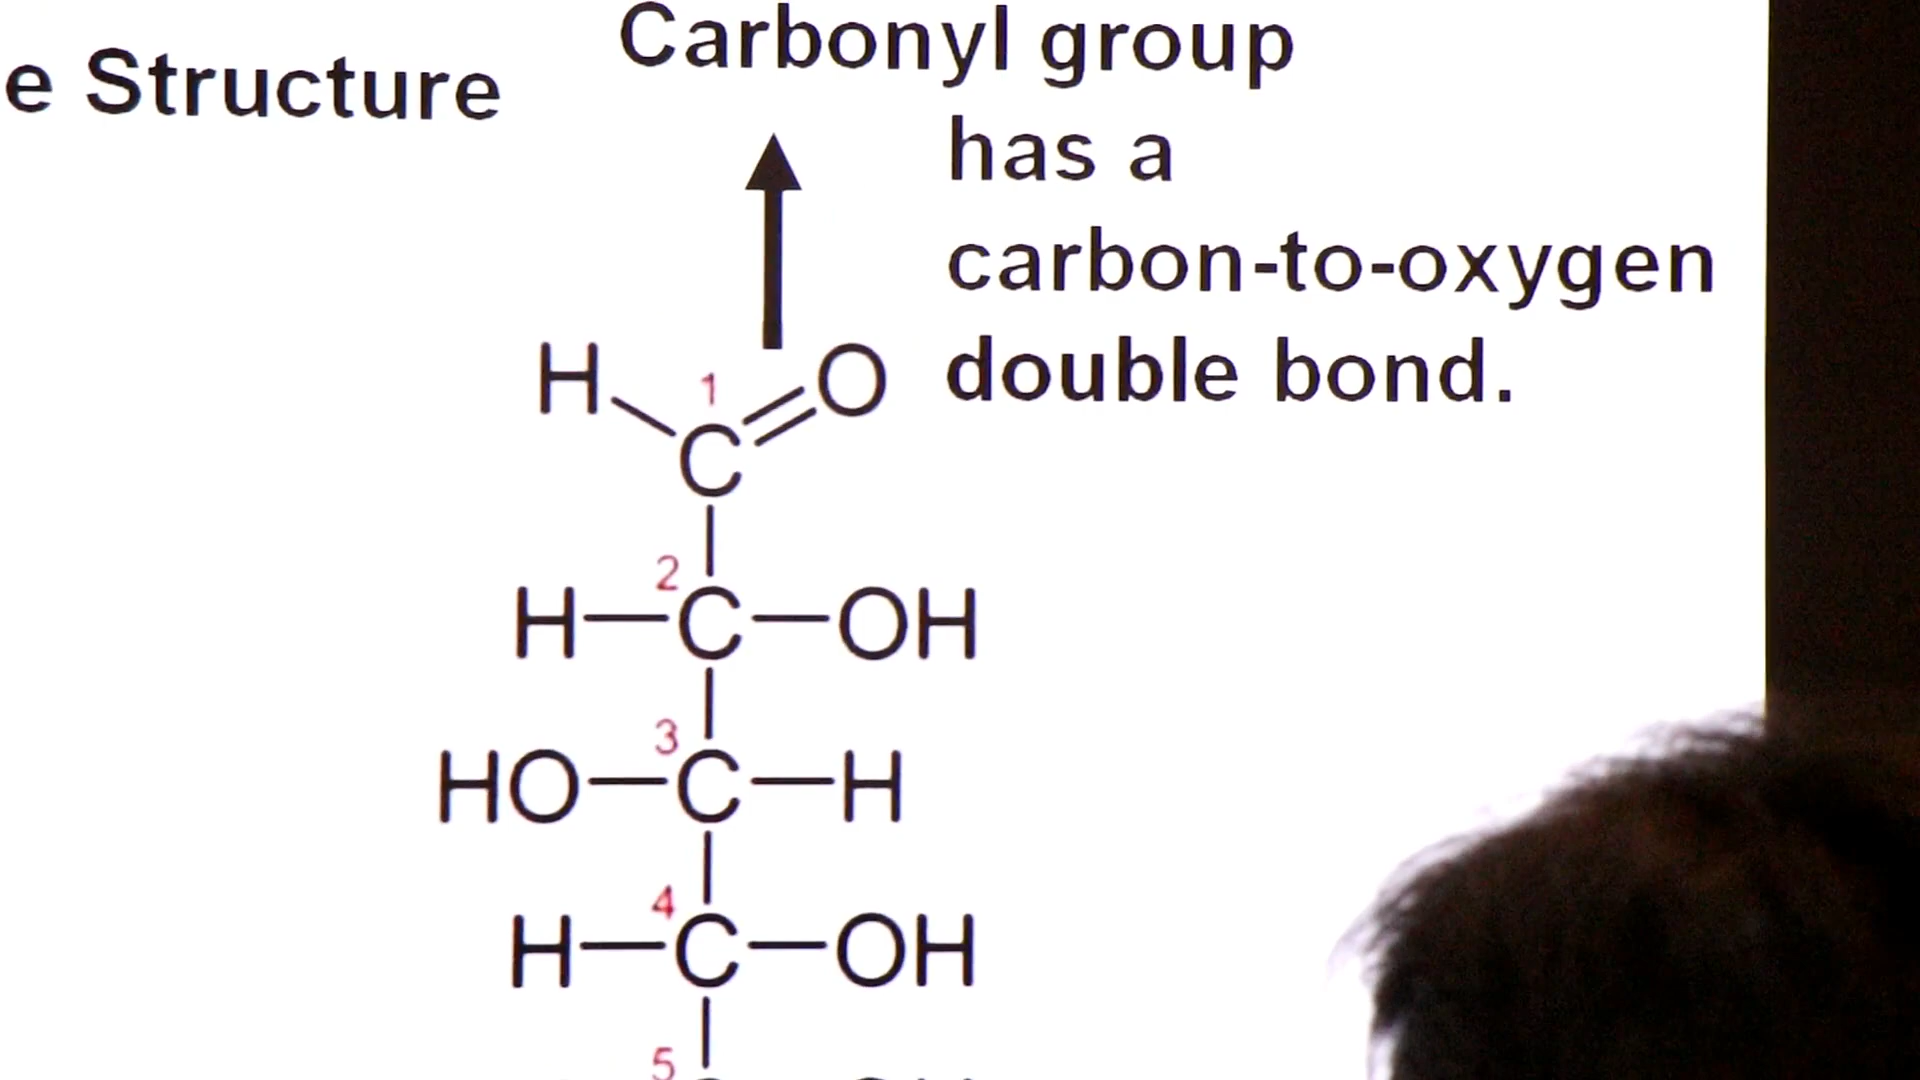 e Structure
Carbonyl group
has a
carbon-to-oxygen
double bond.
H 1 O
C
2
H C OH
3
HO C H
4
H C OH
5